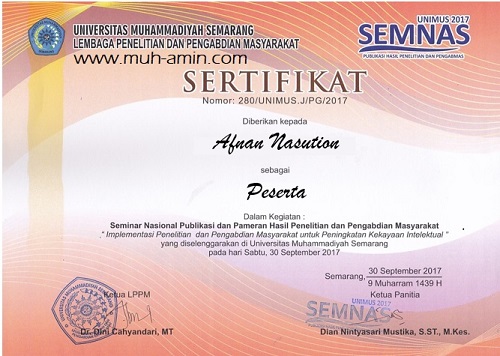 UNIVERSITAS MUHAMMADIYAH SEMARANG
LEMBAGA PENELITIAN DAN PENGABDIAN MASYARAKAT
www.muh-amin.com
UNIMUS 2017
SEMNAS
PUBLIKASI HASIL PENELITIAN DAN PENGABMAS
SERTIFIKAT
Nomor: 280/UNIMUS.J/PG/2017
Diberikan kepada
Afnan Nasution
sebagai
Peserta
Dalam Kegiatan :
Seminar Nasional Publikasi dan Pameran Hasil Penelitian dan Pengabdian Masyarakat
." Implementasi Penelitian dan Pengabdian Masyarakat untuk Peningkatan Kekayaan Intelektual "
yang diselenggarakan di Universitas Muhammadiyah Semarang
pada hari Sabtu, 30 September 2017
Semarang, 30 September 2017
9 Muharram 1439 H
Ketua LPPM
Ketua Panitia
UNIMUS 2017
SEMNAS
Dr. Dini Cahyandari, MT
Dian Nintyasari Mustika, S.ST., M.Kes.